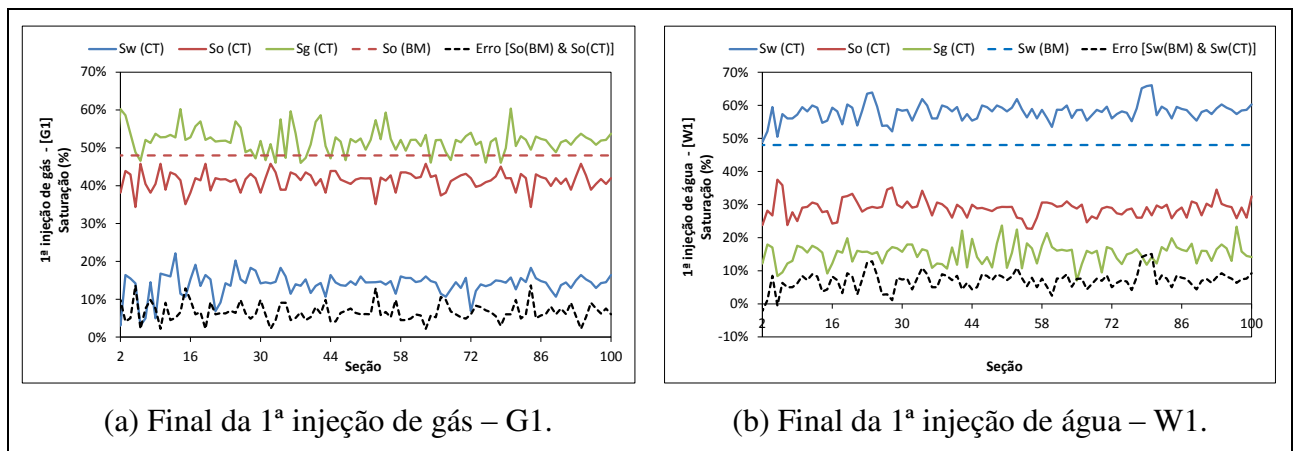 Sw (CT) So (CT) Sg (CT) So (BM) Erro [So(BM) & So(CT)]
70%
60%
50%
40%
30%
20%
10%
0%
1ª injeção de gás - [G1]
Saturação (%)
2 16 30 44 58 72 86 100
Seção
(a) Final da 1ª injeção de gás – G1.
Sw (CT) So (CT) Sg (CT) Sw (BM) Erro [Sw(BM) & Sw(CT)]
70%
60%
50%
40%
30%
20%
10%
0%
-10%
1ª injeção de água - [W1]
Saturação (%)
2 16 30 44 58 72 86 100
Seção
(b) Final da 1ª injeção de água – W1.